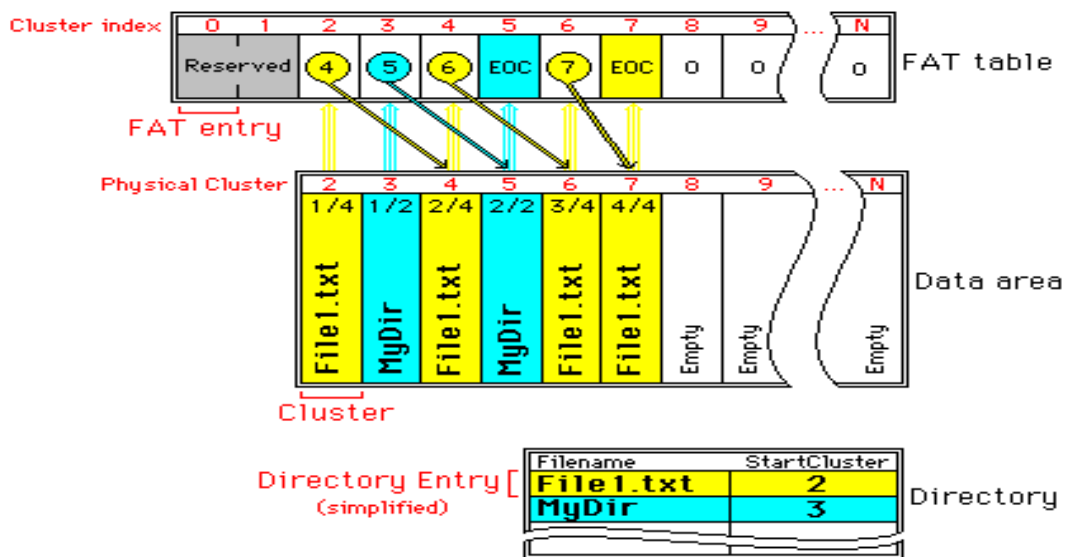 Cluster index 0 1 2 3 4 5 6 7 8 9 ... N
Reserved 4 5 6 EOC 7 EOC 0 0 0 FAT table
FAT entry
Physical Cluster 2 3 4 5 6 7 8 9 ... N
1/4 1/2 2/4 2/2 3/4 4/4
File1.txt MyDir File1.txt MyDir File1.txt File1.txt Empty Empty Empty Data area
Cluster
Filename StartCluster
Directory Entry File1.txt 2 Directory
(simplified) MyDir 3